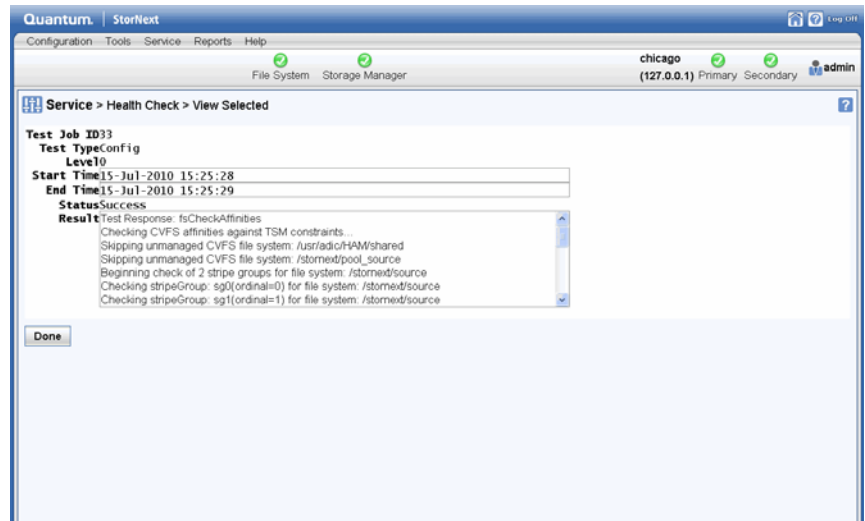 Quantum. | StorNext
Log Off
Configuration Tools Service Reports Help
File System Storage Manager
chicago
(127.0.0.1) Primary Secondary
admin
Service > Health Check > View Selected
Test Job ID33
Test TypeConfig
Level0
Start Time15-Jul-2010 15:25:28
End Time15-Jul-2010 15:25:29
StatusSuccess
ResultTest Response: fsCheckAffinities
Checking CVFS affinities against TSM constraints...
Skipping unmanaged CVFS file system: /usr/adic/HAM/shared
Skipping unmanaged CVFS file system: /stornext/pool_source
Beginning check of 2 stripe groups for file system: /stornext/source
Checking stripeGroup: sg0(ordinal=0) for file system: /stornext/source
Checking stripeGroup: sg1(ordinal=1) for file system: /stornext/source
Done